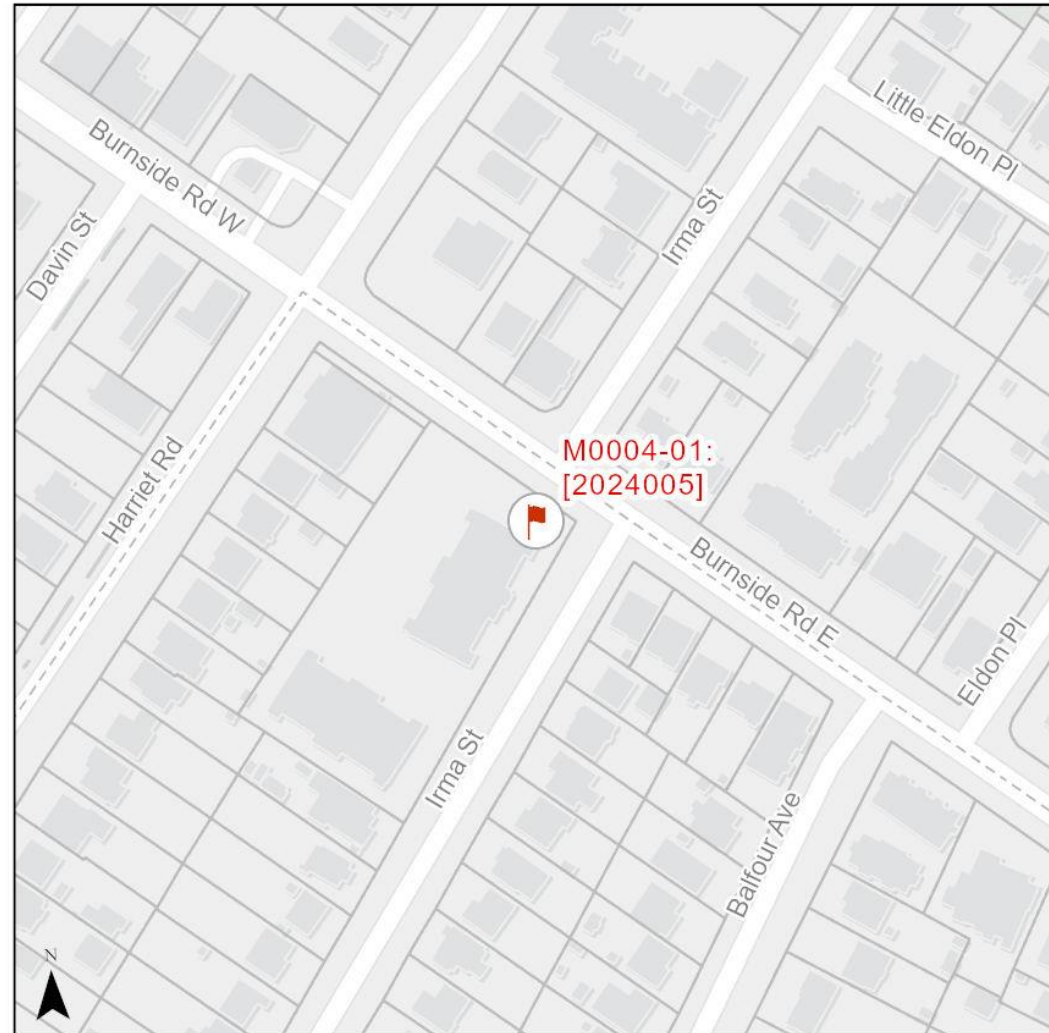 Little Eldon Pl
Burnside Rd W
Davin St
Irma St
Harriet Rd
M0004-01:
[2024005]
Burnside Rd E
Eldon Pl
Irma St
Balfour Ave
N